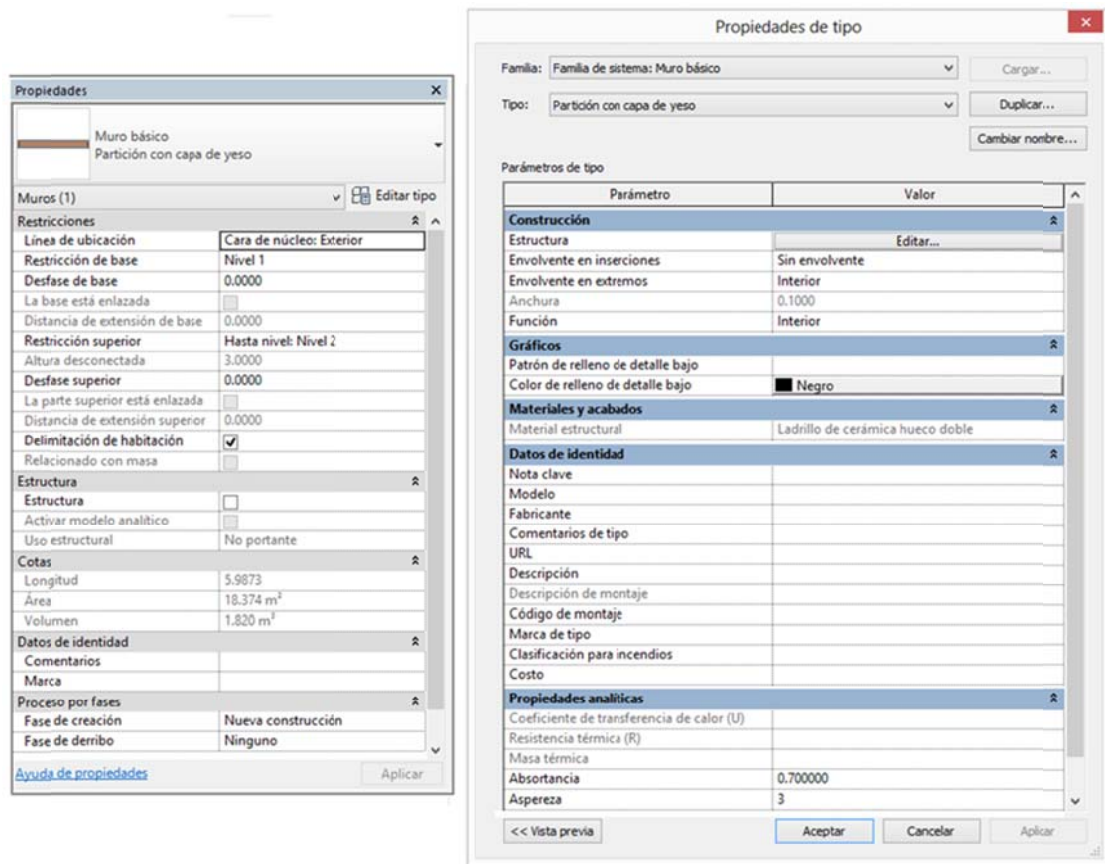 Propiedades
Muro básico
Partición con capa de yeso
Muros (1) Editar tipo
Restricciones
Línea de ubicación Cara de núcleo: Exterior
Restricción de base Nivel 1
Desfase de base 0.0000
La base está enlazada
Distancia de extensión de base 0.0000
Restricción superior Hasta nivel: Nivel 2
Altura desconectada 3.0000
Desfase superior 0.0000
La parte superior está enlazada
Distancia de extensión superior 0.0000
Delimitación de habitación
Relacionado con masa
Estructura
Estructura
Activar modelo analítico
Uso estructural No portante
Cotas
Longitud 5.9873
Área 18.374 m²
Volumen 1.820 m³
Datos de identidad
Comentarios
Marca
Proceso por fases
Fase de creación Nueva construcción
Fase de derribo Ninguno
Ayuda de propiedades Aplicar
Propiedades de tipo
Familia: Familia de sistema: Muro básico Cargar...
Tipo: Partición con capa de yeso Duplicar...
Cambiar nombre...
Parámetros de tipo
Parámetro Valor
Construcción
Estructura Editar...
Envolvente en inserciones Sin envolvente
Envolvente en extremos Interior
Anchura 0.1000
Función Interior
Gráficos
Patrón de relleno de detalle bajo
Color de relleno de detalle bajo Negro
Materiales y acabados
Material estructural Ladrillo de cerámica hueco doble
Datos de identidad
Nota clave
Modelo
Fabricante
Comentarios de tipo
URL
Descripción
Descripción de montaje
Código de montaje
Marca de tipo
Clasificación para incendios
Costo
Propiedades analíticas
Coeficiente de transferencia de calor (U)
Resistencia térmica (R)
Masa térmica
Absortancia 0.700000
Aspereza 3
<< Vista previa Aceptar Cancelar Aplicar